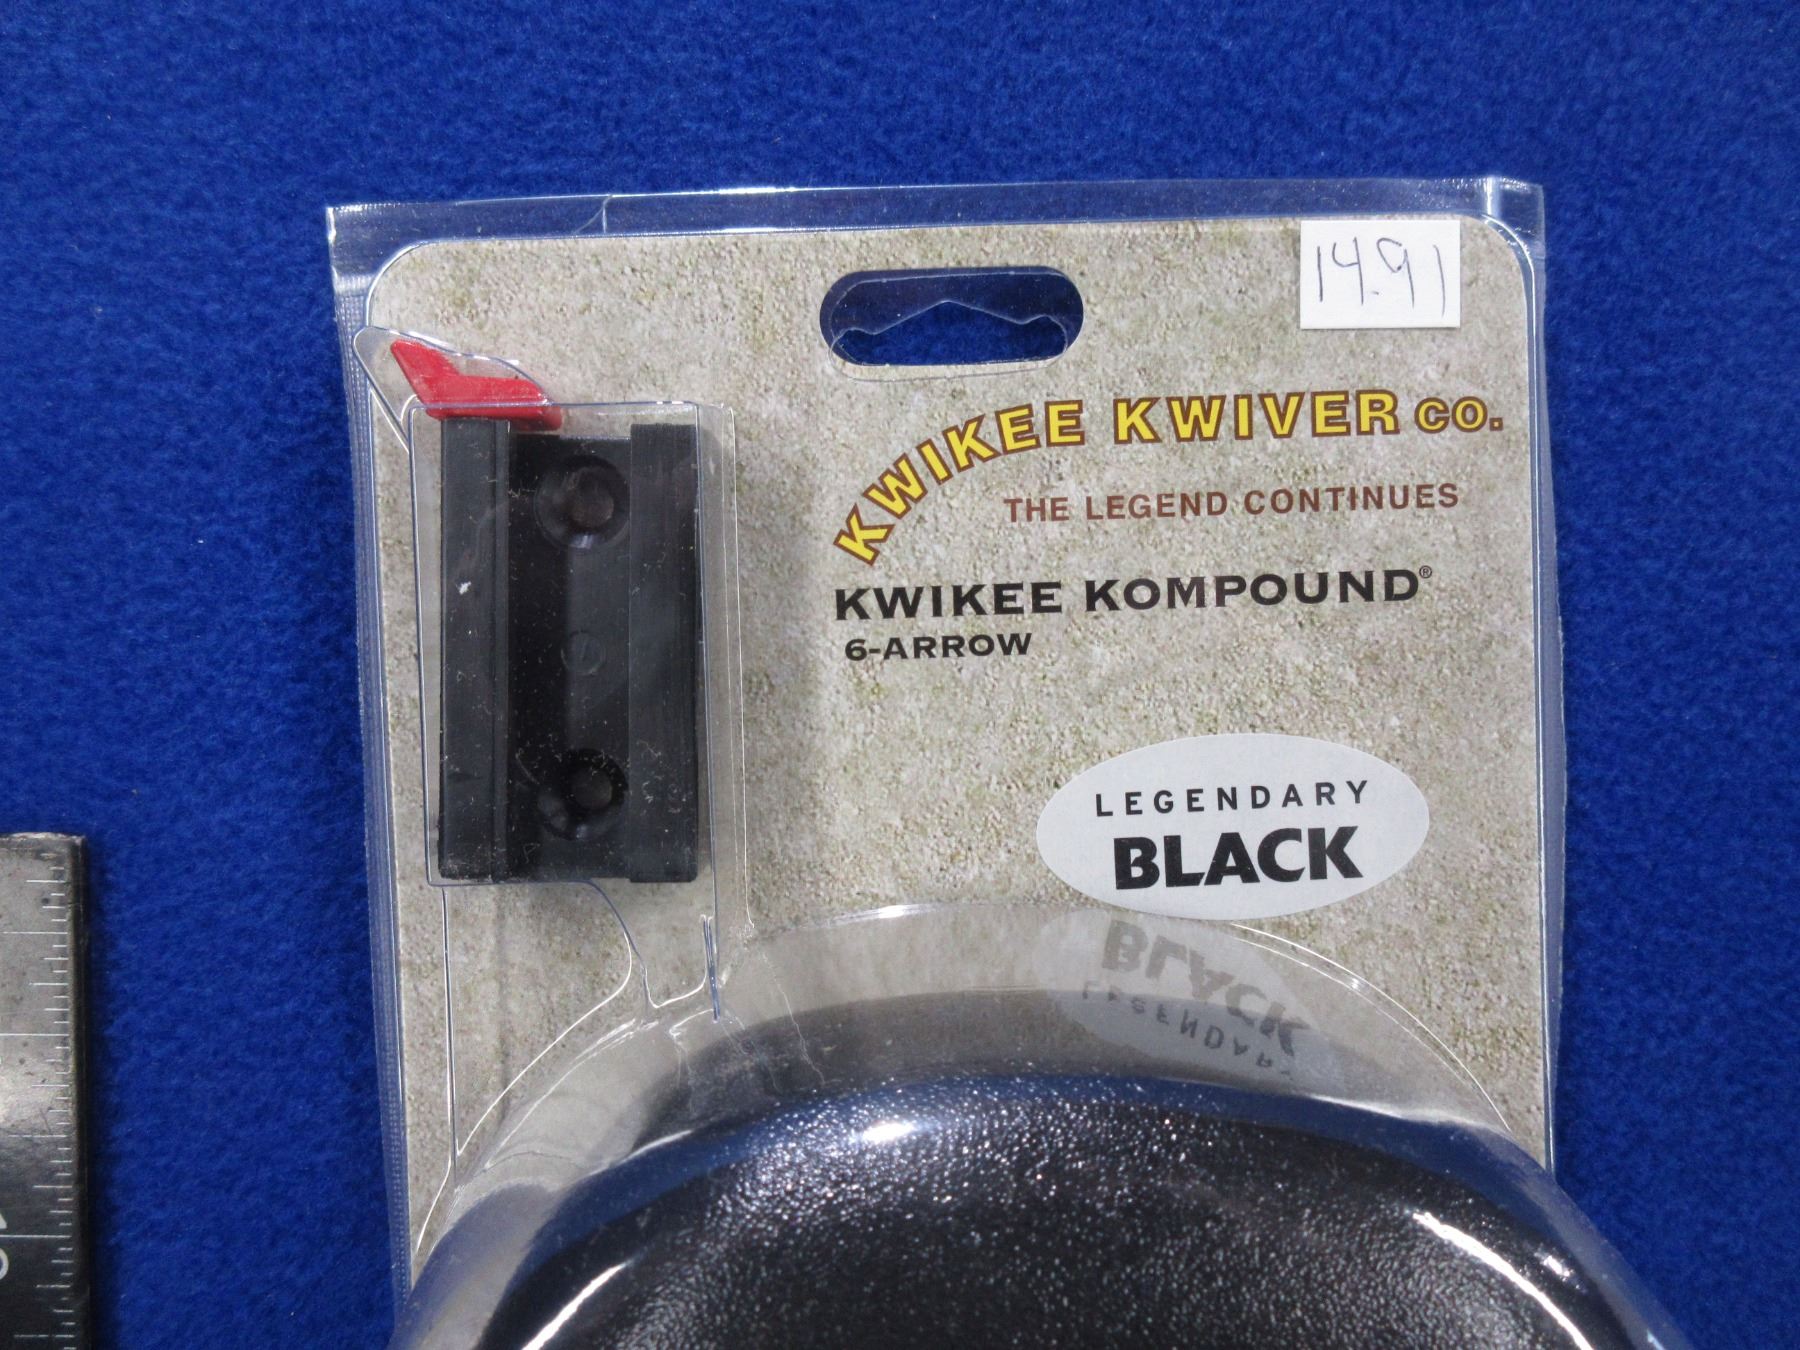 14.91
KWIKEE KWIVER CO.
THE LEGEND CONTINUES
KWIKEE KOMPOUND®
6-ARROW
LEGENDARY
BLACK